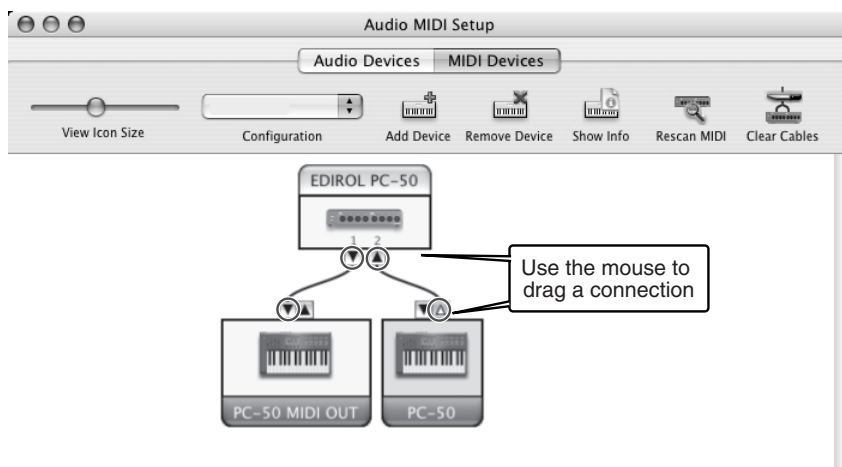 Audio MIDI Setup
Audio Devices MIDI Devices
View Icon Size
Configuration
Add Device
Remove Device
Show Info
Rescan MIDI
Clear Cables
EDIROL PC-50
1 2
Use the mouse to
drag a connection
PC-50 MIDI OUT
PC-50